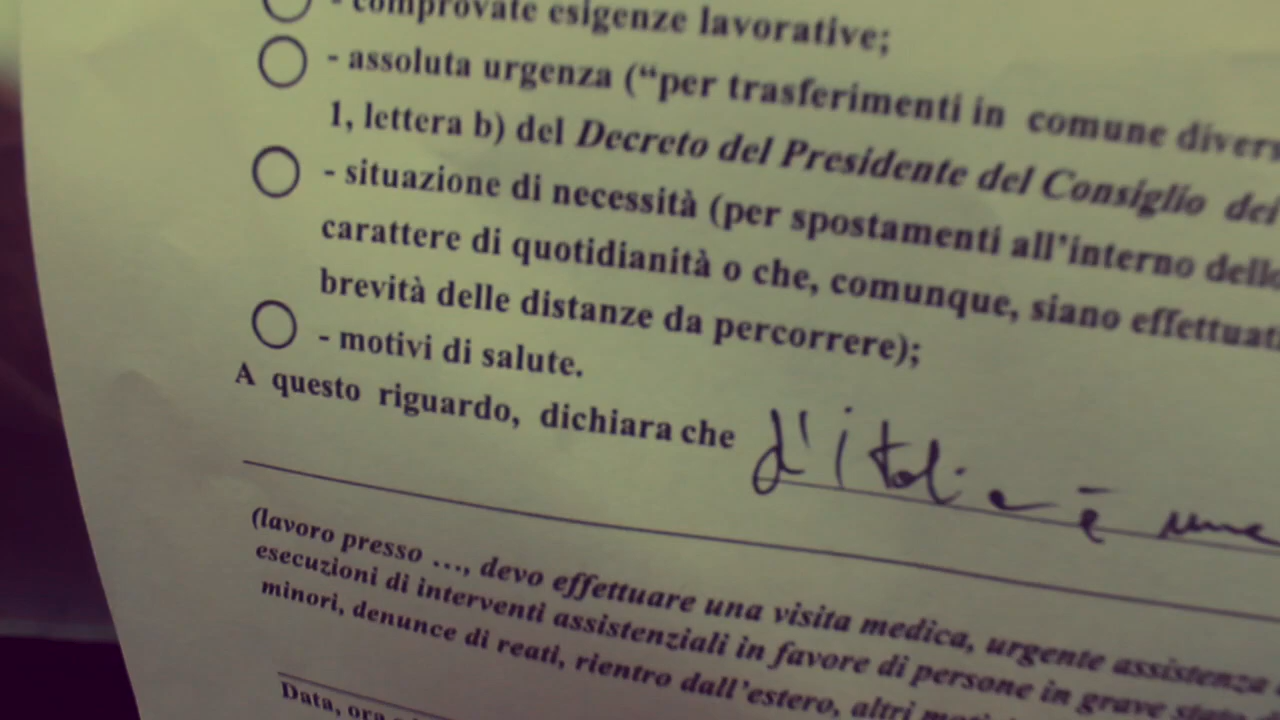 - comprovate esigenze lavorative;
- assoluta urgenza (“per trasferimenti in comune divers
1, lettera b) del Decreto del Presidente del Consiglio dei
- situazione di necessità (per spostamenti all'interno dello
carattere di quotidianità o che, comunque, siano effettuati
brevità delle distanze da percorrere);
- motivi di salute.
A questo riguardo, dichiara che l'italia è une
(lavoro presso …, devo effettuare una visita medica, urgente assistenza
esecuzioni di interventi assistenziali in favore di persone in grave stato
minori, denunce di reati, rientro dall'estero, altri
Data, ora